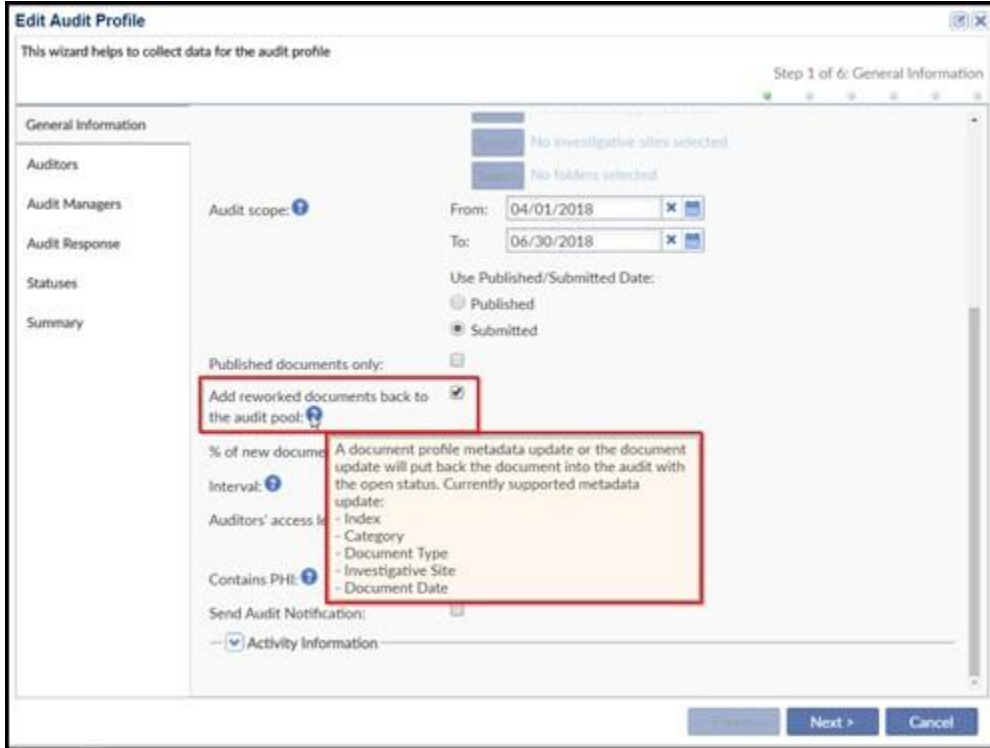 Edit Audit Profile
This wizard helps to collect data for the audit profile
Step 1 of 6: General Information
General Information
Auditors
Audit Managers
Audit Response
Statuses
Summary
No investigative sites selected
No folders selected
Audit scope:
From: 04/01/2018
To: 06/30/2018
Use Published/Submitted Date:
Published
Submitted
Published documents only:
Add reworked documents back to
the audit pool:
A document profile metadata update or the document
update will put back the document into the audit with
the open status. Currently supported metadata
update:
- Index
- Category
- Document Type
- Investigative Site
- Document Date
% of new docume
Interval:
Auditors' access le
Contains PHI:
Send Audit Notification:
Activity Information
Next >
Cancel